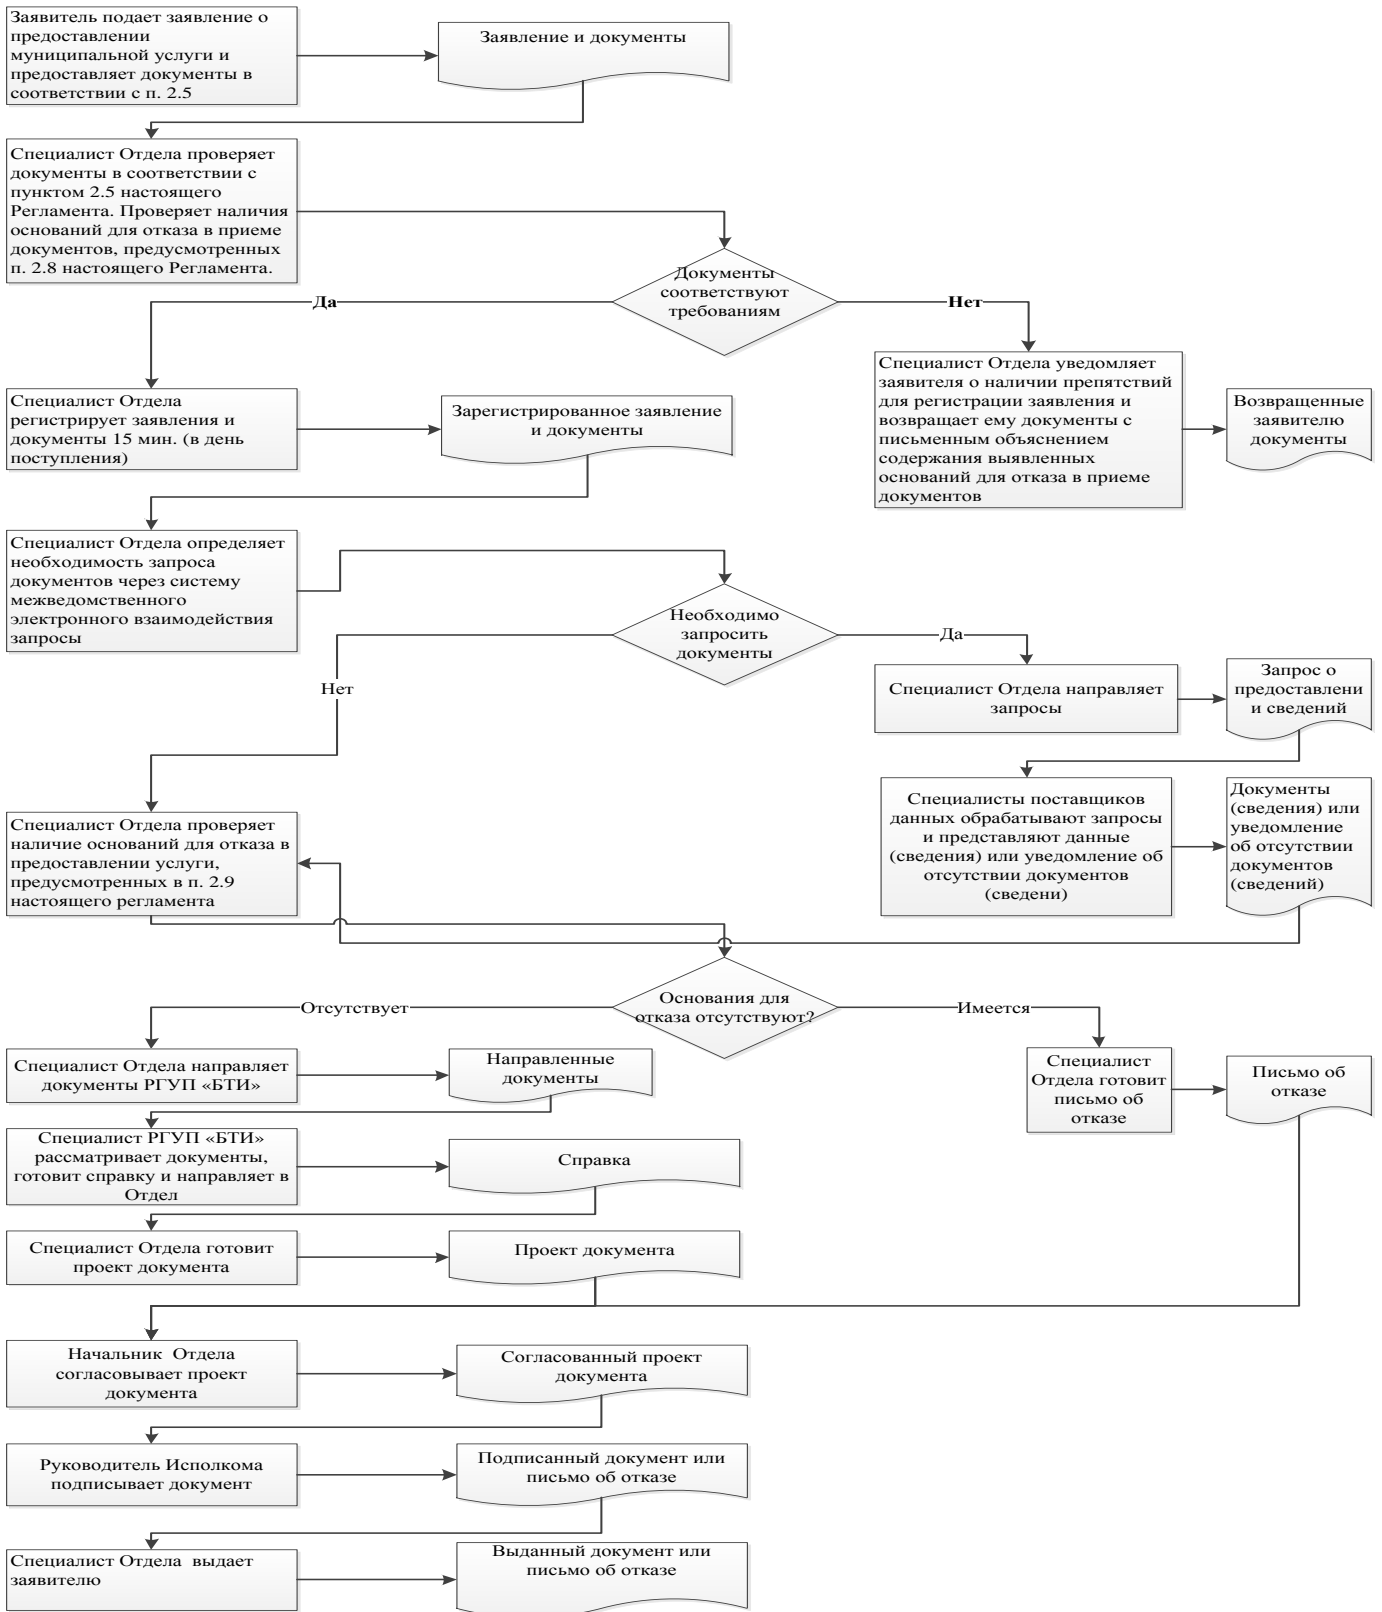 Заявитель подает заявление о
предоставлении
муниципальной услуги и
предоставляет документы в
соответствии с п. 2.5
Заявление и документы
Специалист Отдела проверяет
документы в соответствии с
пунктом 2.5 настоящего
Регламента. Проверяет наличия
оснований для отказа в приеме
документов, предусмотренных
п. 2.8 настоящего Регламента.
Документы
соответствуют
требованиям
Да
Нет
Специалист Отдела
регистрирует заявления и
документы 15 мин. (в день
поступления)
Зарегистрированное заявление
и документы
Специалист Отдела уведомляет
заявителя о наличии препятствий
для регистрации заявления и
возвращает ему документы с
письменным объяснением
содержания выявленных
оснований для отказа в приеме
документов
Возвращенные
заявителю
документы
Специалист Отдела определяет
необходимость запроса
документов через систему
межведомственного
электронного взаимодействия
запросы
Необходимо
запросить
документы
Да
Нет
Специалист Отдела направляет
запросы
Запрос о
предоставлени
и сведений
Специалисты поставщиков
данных обрабатывают запросы
и представляют данные
(сведения) или уведомление об
отсутствии документов
(сведени)
Документы
(сведения) или
уведомление
об отсутствии
документов
(сведений)
Специалист Отдела проверяет
наличие оснований для отказа в
предоставлении услуги,
предусмотренных в п. 2.9
настоящего регламента
Основания для
отказа отсутствуют?
Отсутствует
Имеется
Специалист Отдела направляет
документы РГУП «БТИ»
Направленные
документы
Специалист
Отдела готовит
письмо об
отказе
Письмо об
отказе
Специалист РГУП «БТИ»
рассматривает документы,
готовит справку и направляет в
Отдел
Справка
Специалист Отдела готовит
проект документа
Проект документа
Начальник Отдела
согласовывает проект
документа
Согласованный проект
документа
Руководитель Исполкома
подписывает документ
Подписанный документ или
письмо об отказе
Специалист Отдела выдает
заявителю
Выданный документ или
письмо об отказе